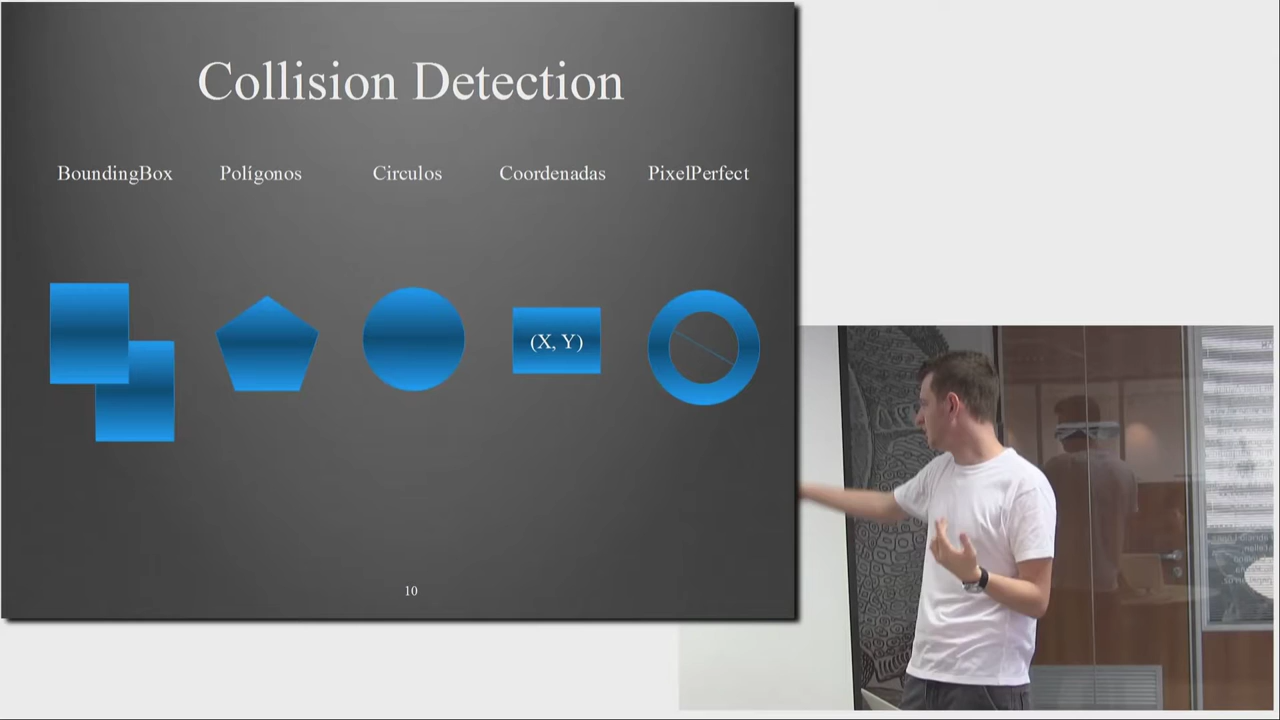 Collision Detection
BoundingBox Polígonos Circulos Coordenadas PixelPerfect
(X, Y)
10